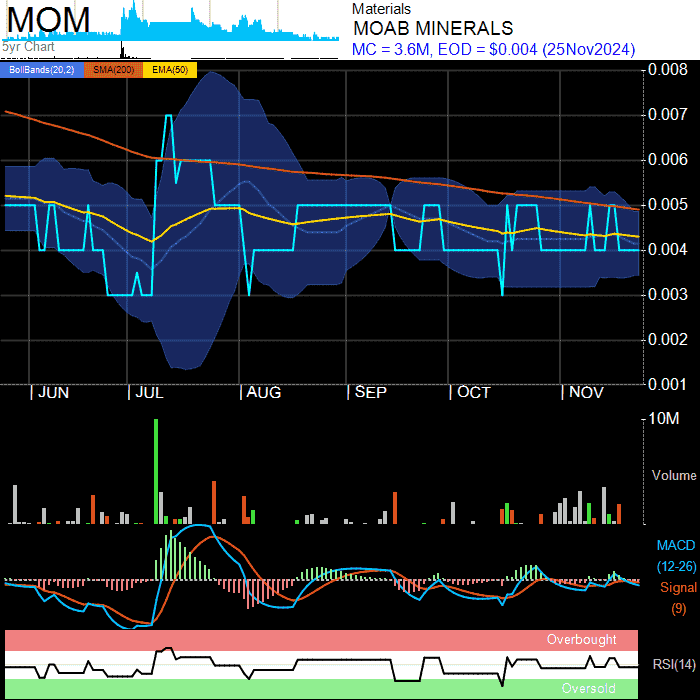 MOM
5yr Chart
Materials
MOAB MINERALS
MC = 3.6M, EOD = $0.004 (25Nov2024)
BollBands(20,2) SMA(200) EMA(50)
0.008
0.007
0.006
0.005
0.004
0.003
0.002
0.001
JUN JUL AUG SEP OCT NOV
10M
Volume
MACD
(12-26)
Signal
(9)
Overbought
RSI(14)
Oversold